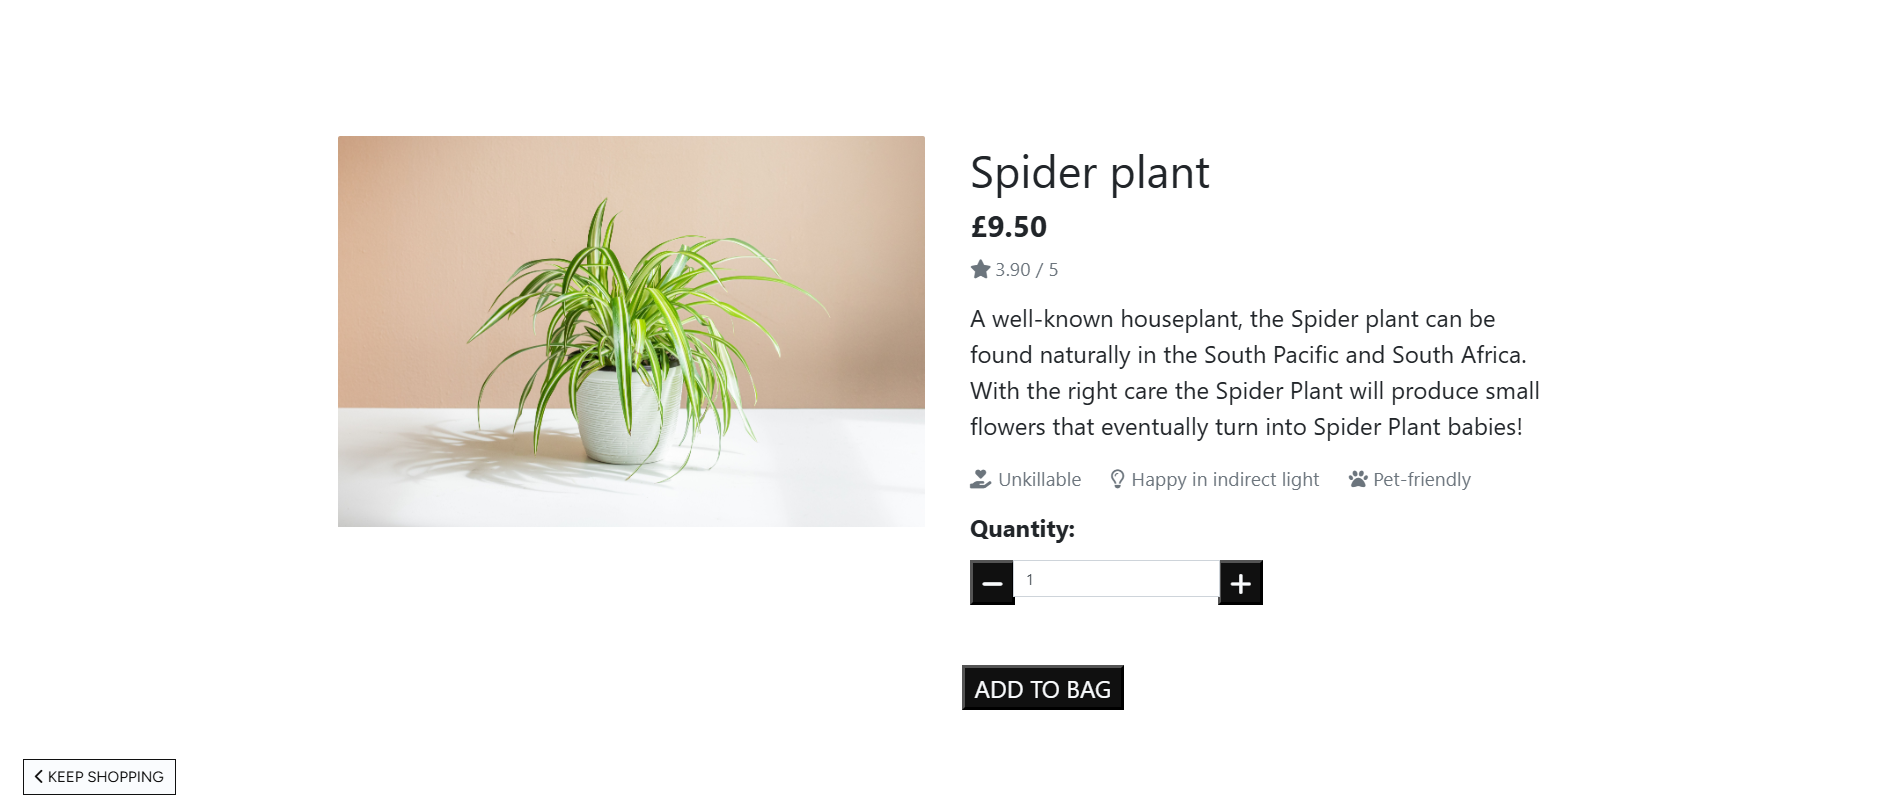 Spider plant
£9.50
3.90 / 5
A well-known houseplant, the Spider plant can be
found naturally in the South Pacific and South Africa.
With the right care the Spider Plant will produce small
flowers that eventually turn into Spider Plant babies!
Unkillable Happy in indirect light Pet-friendly
Quantity:
1
ADD TO BAG
KEEP SHOPPING